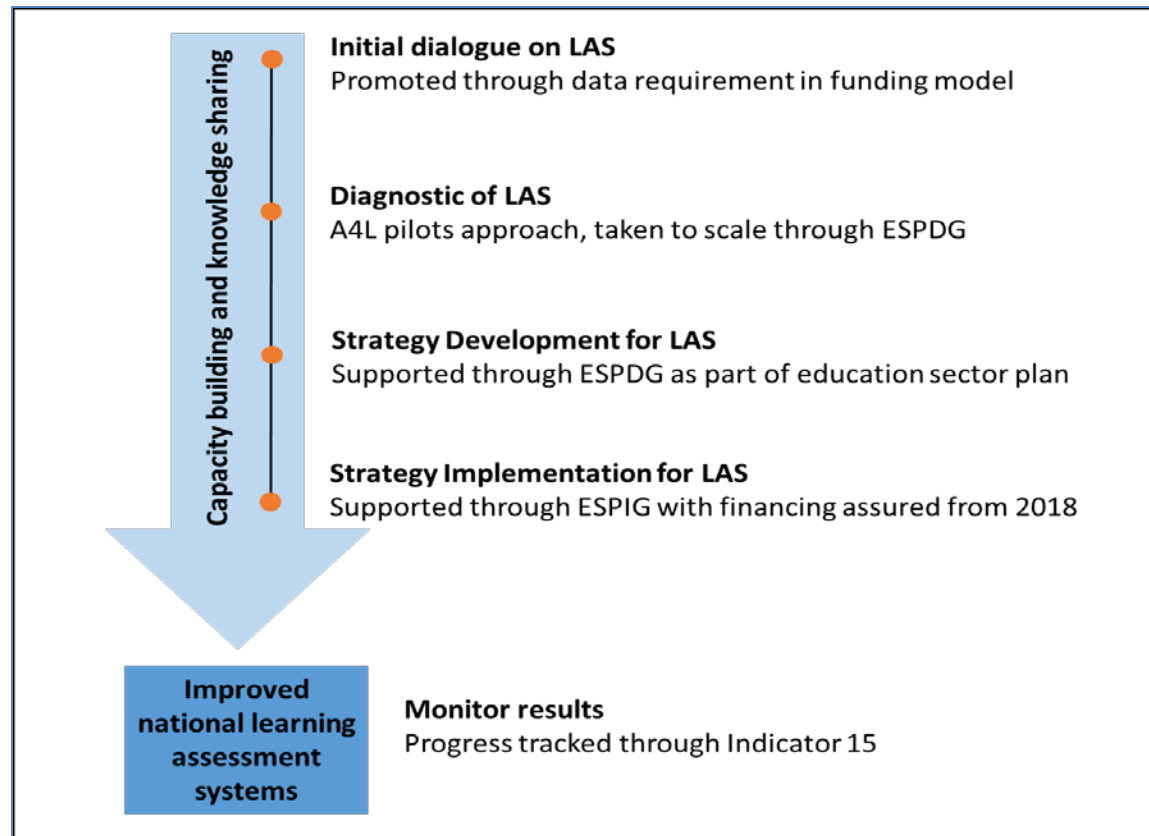 Capacity building and knowledge sharing
Initial dialogue on LAS
Promoted through data requirement in funding model
Diagnostic of LAS
A4L pilots approach, taken to scale through ESPDG
Strategy Development for LAS
Supported through ESPDG as part of education sector plan
Strategy Implementation for LAS
Supported through ESPIG with financing assured from 2018
Improved
national learning
assessment
systems
Monitor results
Progress tracked through Indicator 15